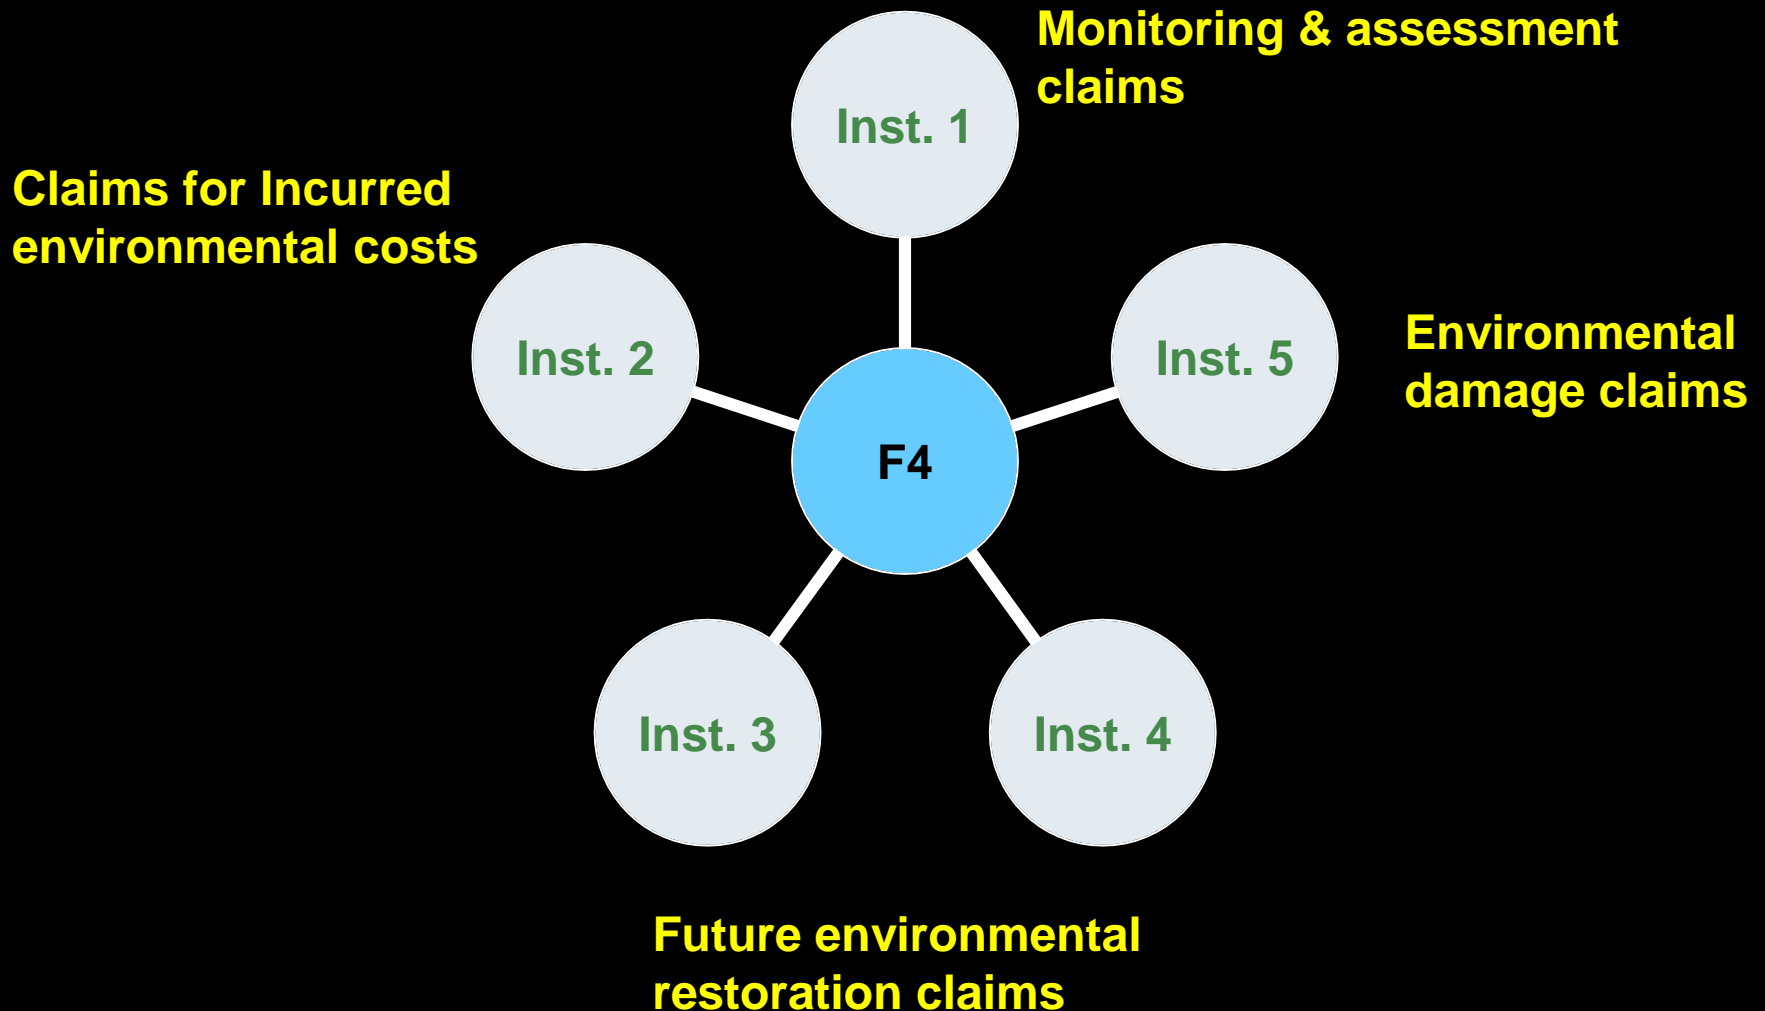 Monitoring & assessment
claims
Inst. 1
Claims for Incurred
environmental costs
Inst. 2
Inst. 5
Environmental
damage claims
F4
Inst. 3
Inst. 4
Future environmental
restoration claims